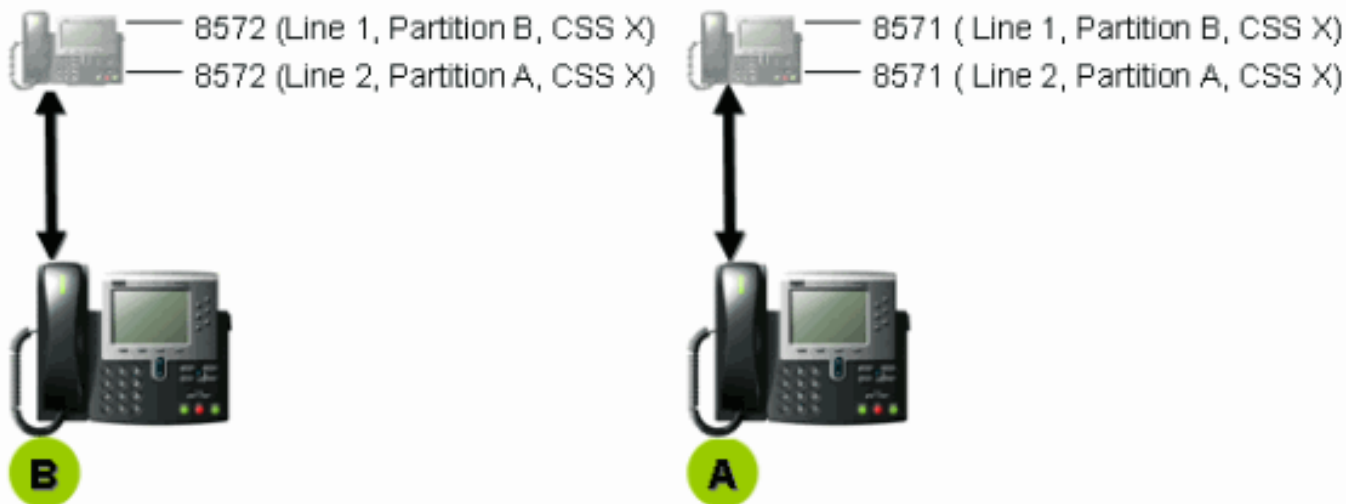 8572 (Line 1, Partition B, CSS X)
8572 (Line 2, Partition A, CSS X)
8571 ( Line 1, Partition B, CSS X)
8571 ( Line 2, Partition A, CSS X)
B
A